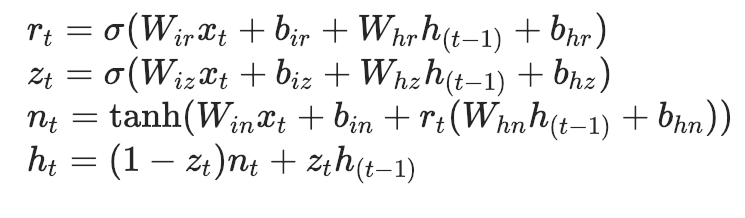 r_t = σ(W_{ir}x_t + b_{ir} + W_{hr}h_{(t−1)} + b_{hr})
z_t = σ(W_{iz}x_t + b_{iz} + W_{hz}h_{(t−1)} + b_{hz})
n_t = tanh(W_{in}x_t + b_{in} + r_t(W_{hn}h_{(t−1)} + b_{hn}))
h_t = (1 − z_t)n_t + z_th_{(t−1)}